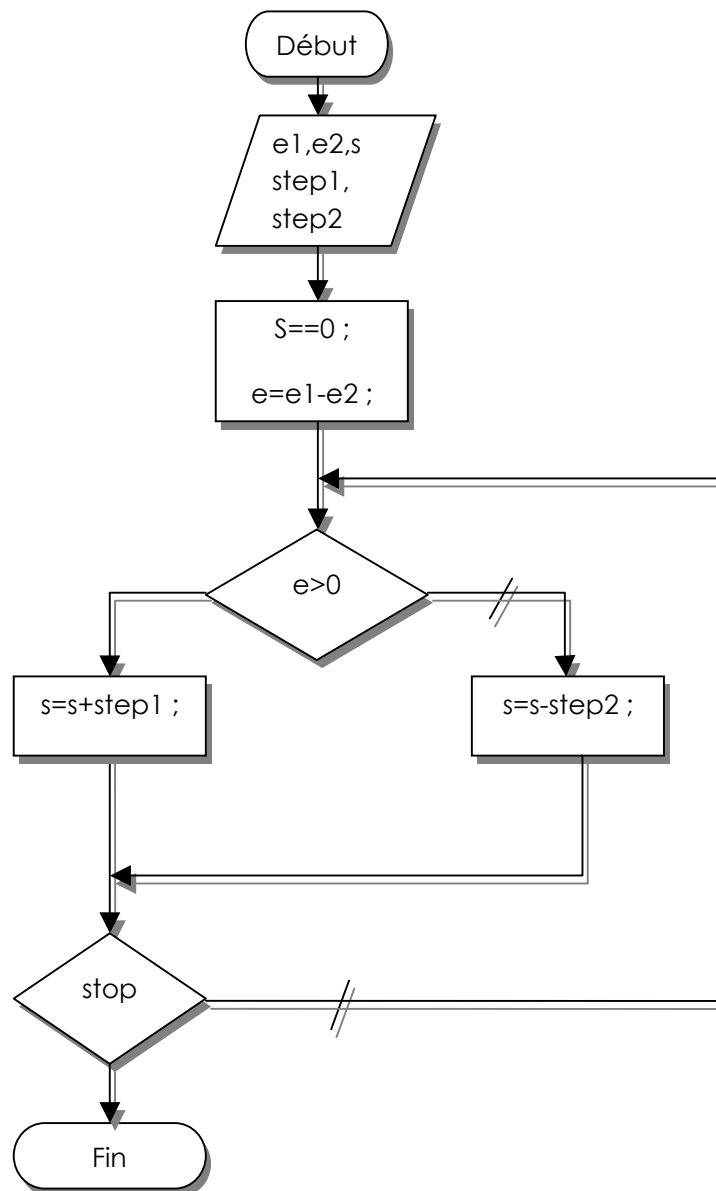 Début
e1,e2,s
step1,
step2
S==0 ;
e=e1-e2 ;
e>0
s=s+step1 ;
s=s-step2 ;
stop
Fin